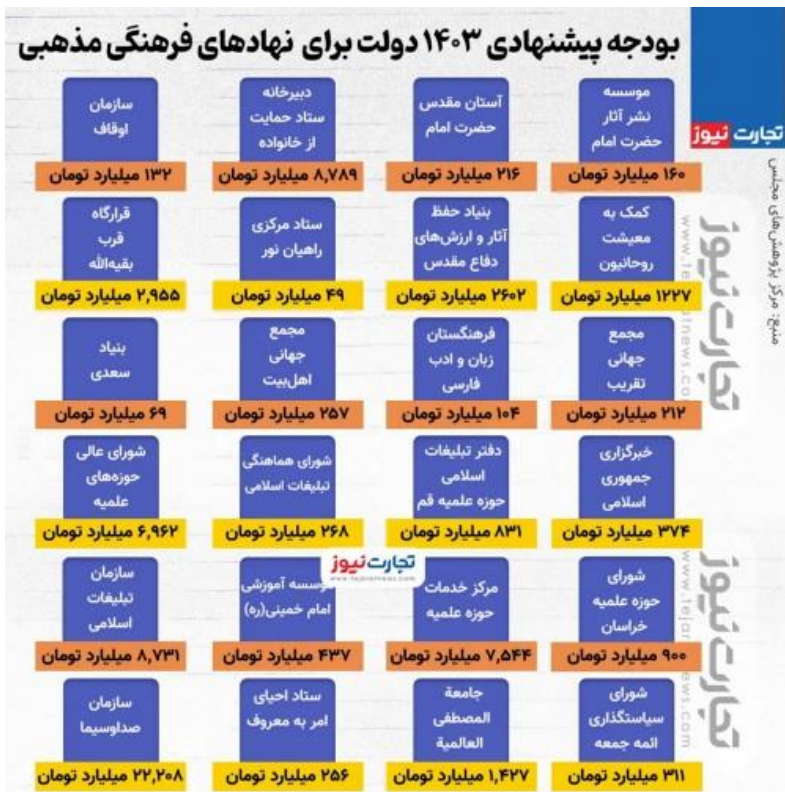 بودجه پیشنهادی ۱۴۰۳ دولت برای نهادهای فرهنگی مذهبی
تجارت نیوز
منبع: مرکز پژوهش‌های مجلس
موسسه
نشر آثار
حضرت امام
۱۶۰ میلیارد تومان
آستان مقدس
حضرت امام
۲۱۶ میلیارد تومان
دبیرخانه
ستاد حمایت
از خانواده
۸,۷۸۹ میلیارد تومان
سازمان
اوقاف
۱۳۲ میلیارد تومان
کمک به
معیشت
روحانیون
۱۲۲۷ میلیارد تومان
بنیاد حفظ
آثار و ارزش‌های
دفاع مقدس
۲۶۰۲ میلیارد تومان
ستاد مرکزی
راهیان نور
۴۹ میلیارد تومان
قرارگاه
قرب
بقیه‌الله
۲,۹۵۵ میلیارد تومان
مجمع
جهانی
تقریب
۲۱۲ میلیارد تومان
فرهنگستان
زبان و ادب
فارسی
۱۰۴ میلیارد تومان
مجمع
جهانی
اهل‌بیت
۲۵۷ میلیارد تومان
بنیاد
سعدی
۶۹ میلیارد تومان
خبرگزاری
جمهوری
اسلامی
۳۷۴ میلیارد تومان
دفتر تبلیغات
اسلامی
حوزه علمیه قم
۸۳۱ میلیارد تومان
شورای هماهنگی
تبلیغات اسلامی
۲۶۸ میلیارد تومان
شورای عالی
حوزه‌های
علمیه
۶,۹۶۲ میلیارد تومان
تجارت نیوز
www.tejaratnews.com
شورای
حوزه علمیه
خراسان
۹۰۰ میلیارد تومان
مرکز خدمات
حوزه علمیه
۷,۵۴۴ میلیارد تومان
موسسه آموزشی
امام خمینی(ره)
۴۳۷ میلیارد تومان
سازمان
تبلیغات
اسلامی
۸,۷۳۱ میلیارد تومان
شورای
سیاستگذاری
ائمه جمعه
۳۱۱ میلیارد تومان
جامعة
المصطفی
العالمیة
۱,۴۲۷ میلیارد تومان
ستاد احیای
امر به معروف
۲۵۶ میلیارد تومان
سازمان
صداوسیما
۲۲,۲۰۸ میلیارد تومان
تجارت نیوز
تجارت نیوز